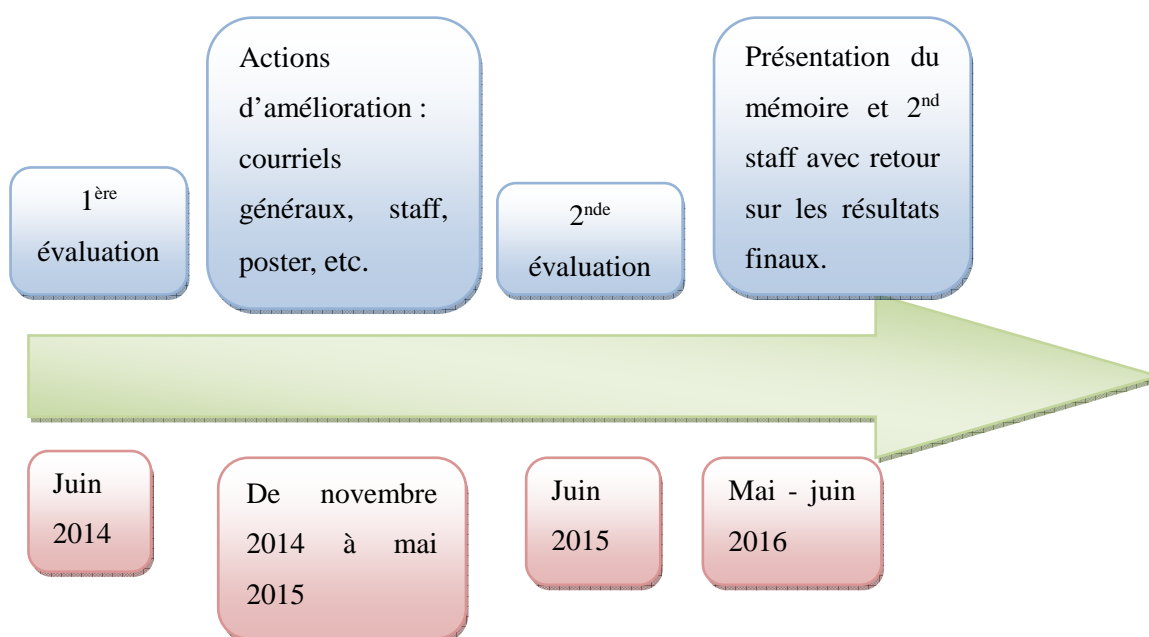 1ère
évaluation
Actions
d’amélioration :
courriels
généraux, staff,
poster, etc.
2nde
évaluation
Présentation du
mémoire et 2nd
staff avec retour
sur les résultats
finaux.
Juin
2014
De novembre
2014 à mai
2015
Juin
2015
Mai - juin
2016